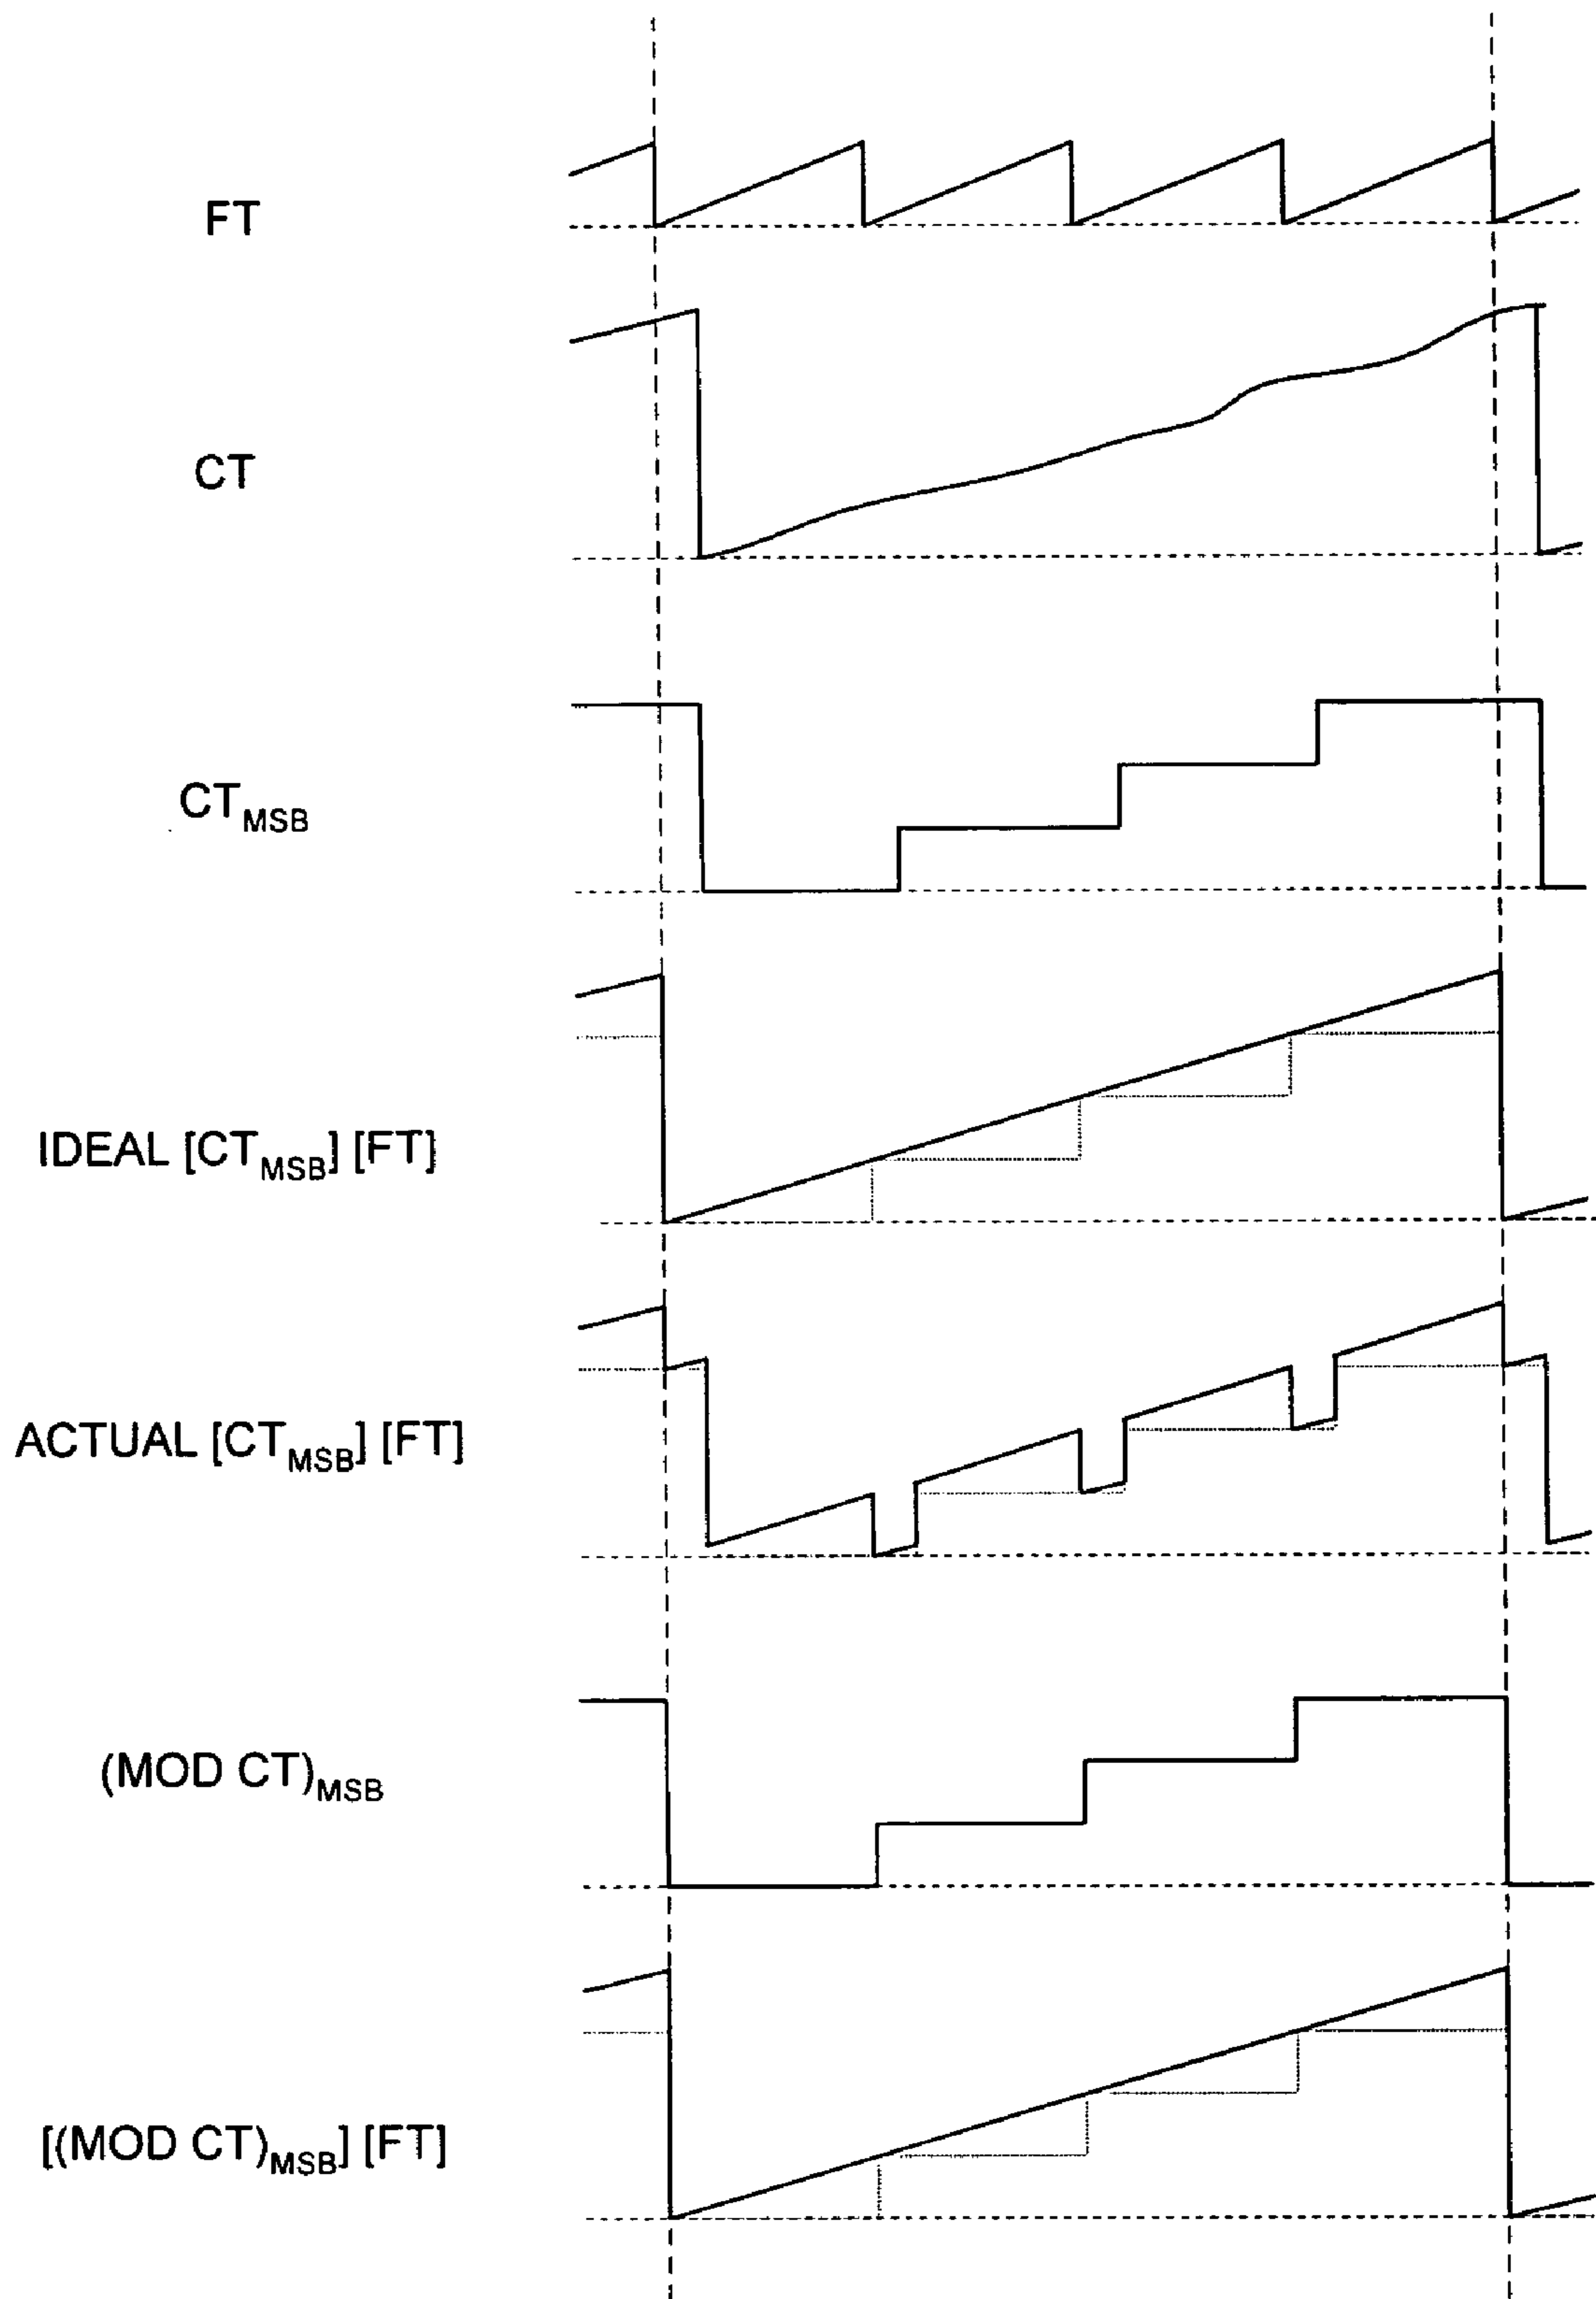 FT
CT
CT_MSB
IDEAL [CT_MSB] [FT]
ACTUAL [CT_MSB] [FT]
(MOD CT)_MSB
[(MOD CT)_MSB] [FT]